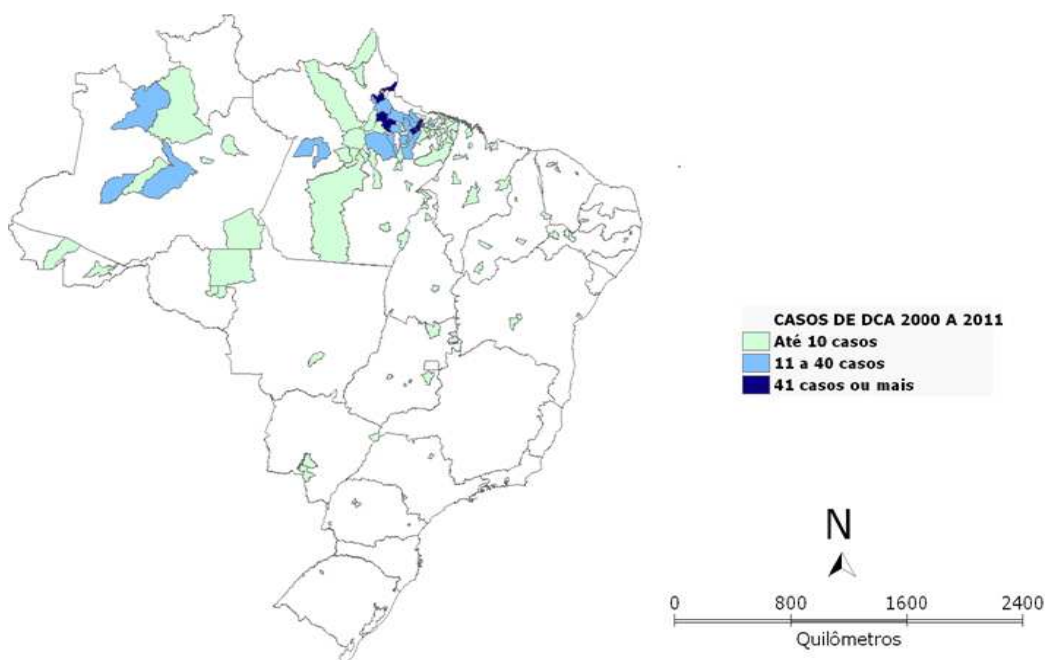 CASOS DE DCA 2000 A 2011
Até 10 casos
11 a 40 casos
41 casos ou mais
N
0 800 1600 2400
Quilômetros